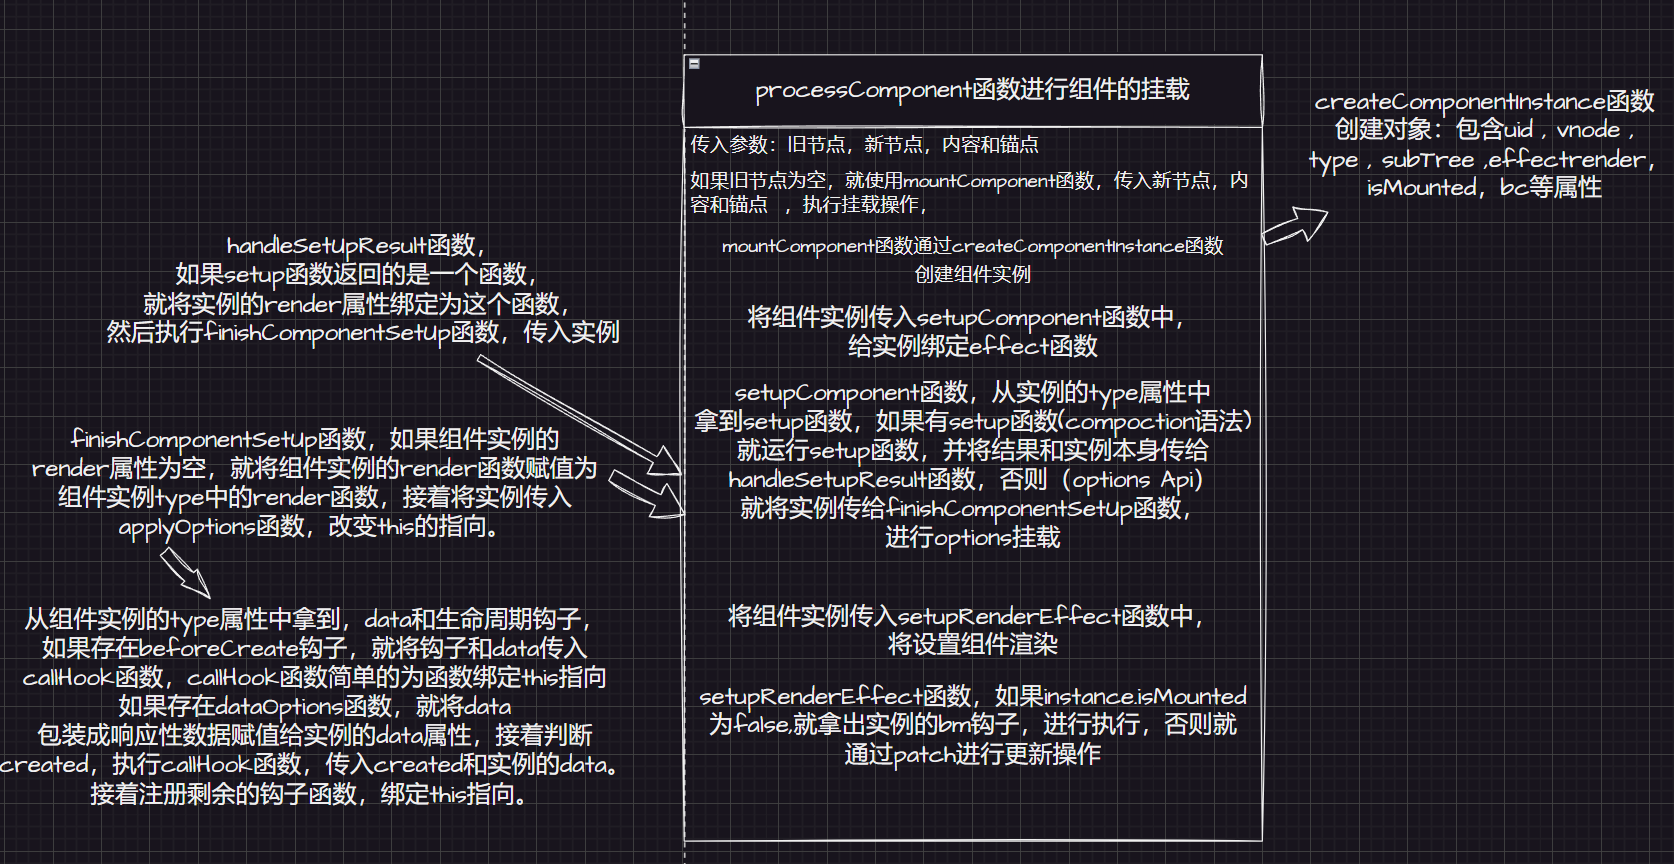 processComponent函数进行组件的挂载
传入参数：旧节点，新节点，内容和锚点
如果旧节点为空，就使用mountComponent函数，传入新节点，内
容和锚点 ，执行挂载操作，
mountComponent函数通过createComponentInstance函数
创建组件实例
将组件实例传入setupComponent函数中，
给实例绑定effect函数
setupComponent函数，从实例的type属性中
拿到setup函数，如果有setup函数(compoction语法)
就运行setup函数，并将结果和实例本身传给
handleSetupResult函数，否则（options Api）
就将实例传给finishComponentSetUp函数，
进行options挂载
将组件实例传入setupRenderEffect函数中，
将设置组件渲染
setupRenderEffect函数，如果instance.isMounted
为false,就拿出实例的bm钩子，进行执行，否则就
通过patch进行更新操作
createComponentInstance函数
创建对象：包含uid , vnode ,
type , subTree ,effectrender,
isMounted，bc等属性
handleSetUpResult函数，
如果setup函数返回的是一个函数，
就将实例的render属性绑定为这个函数，
然后执行finishComponentSetUp函数，传入实例
finishComponentSetUp函数，如果组件实例的
render属性为空，就将组件实例的render函数赋值为
组件实例type中的render函数，接着将实例传入
applyOptions函数，改变this的指向。
从组件实例的type属性中拿到，data和生命周期钩子，
如果存在beforeCreate钩子，就将钩子和data传入
callHook函数，callHook函数简单的为函数绑定this指向
如果存在dataOptions函数，就将data
包装成响应性数据赋值给实例的data属性，接着判断
created，执行callHook函数，传入created和实例的data。
接着注册剩余的钩子函数，绑定this指向。